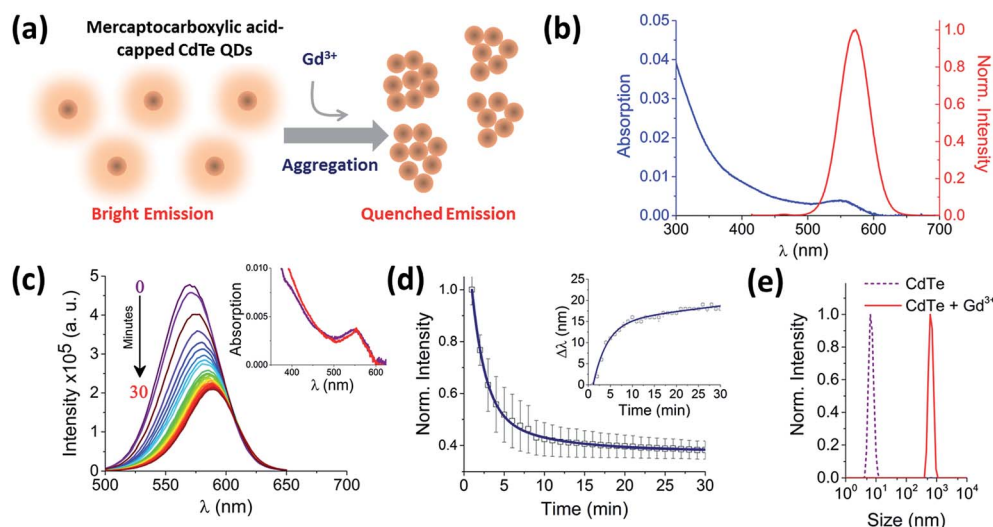 (a)
Mercaptocarboxylic acid-
capped CdTe QDs
Gd³⁺
Aggregation
Bright Emission
Quenched Emission
(b)
0.05
0.04
0.03
0.02
0.01
0.00
Absorption
1.0
0.8
0.6
0.4
0.2
0.0
Norm. Intensity
300 400 500 600 700
λ (nm)
(c)
5
4
3
2
1
0
Intensity x10⁵ (a. u.)
0
Minutes
30
500 550 600 650 700
λ (nm)
0.010
0.005
0.000
Absorption
400 500 600
λ (nm)
(d)
1.0
0.8
0.6
0.4
Norm. Intensity
0 5 10 15 20 25 30
Time (min)
30
20
10
0
Δλ (nm)
0 5 10 15 20 25 30
Time (min)
(e)
CdTe
CdTe + Gd³⁺
1.0
0.8
0.6
0.4
0.2
0.0
Norm. Intensity
10⁰ 10¹ 10² 10³ 10⁴
Size (nm)